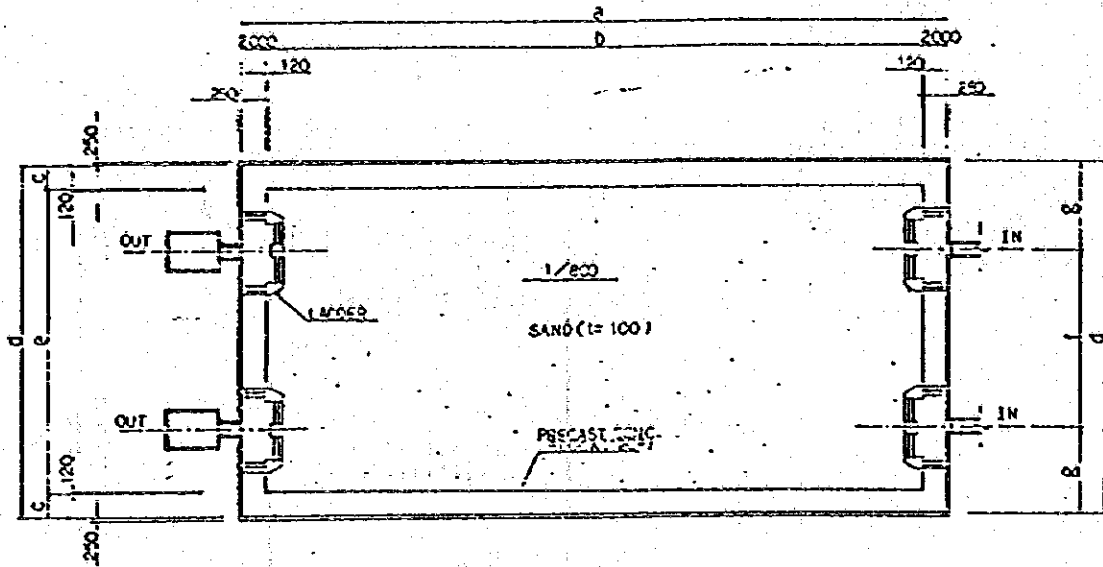 a
2000 b 2000
120 120
250 250
250
c
120
g
OUT IN
1/800
LADDER
SAND(t=100)
d e f d
OUT IN
PRECAST CONC.
120
g
c
250